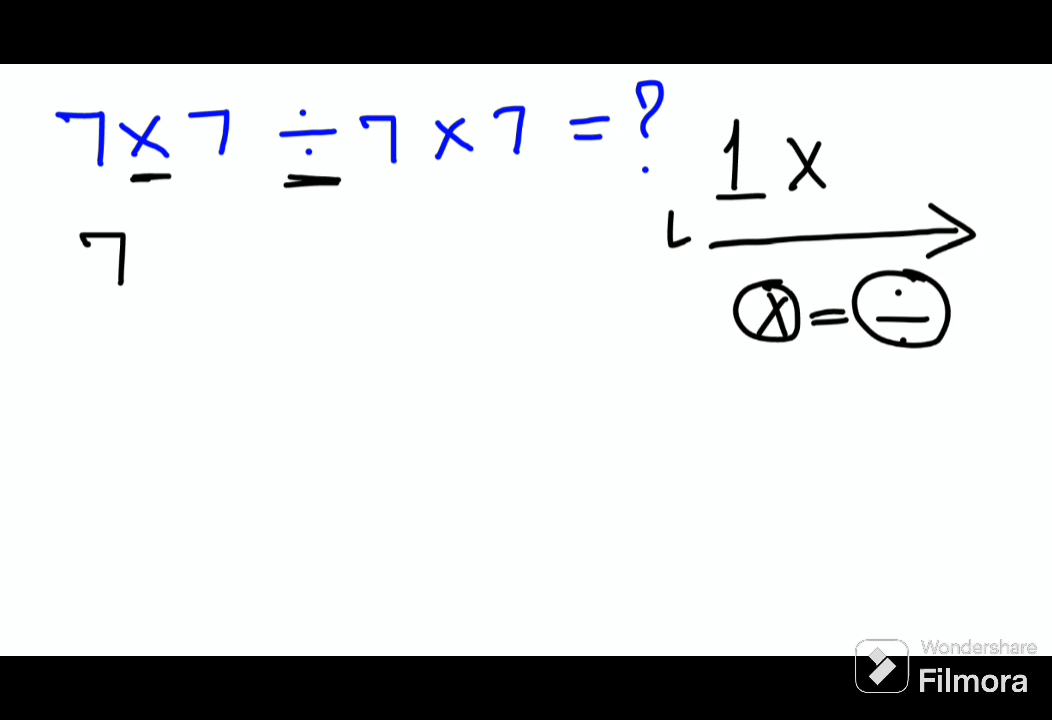 7 × 7 ÷ 7 × 7 = ?
1 ×
L
× = ÷
7
Wondershare
Filmora